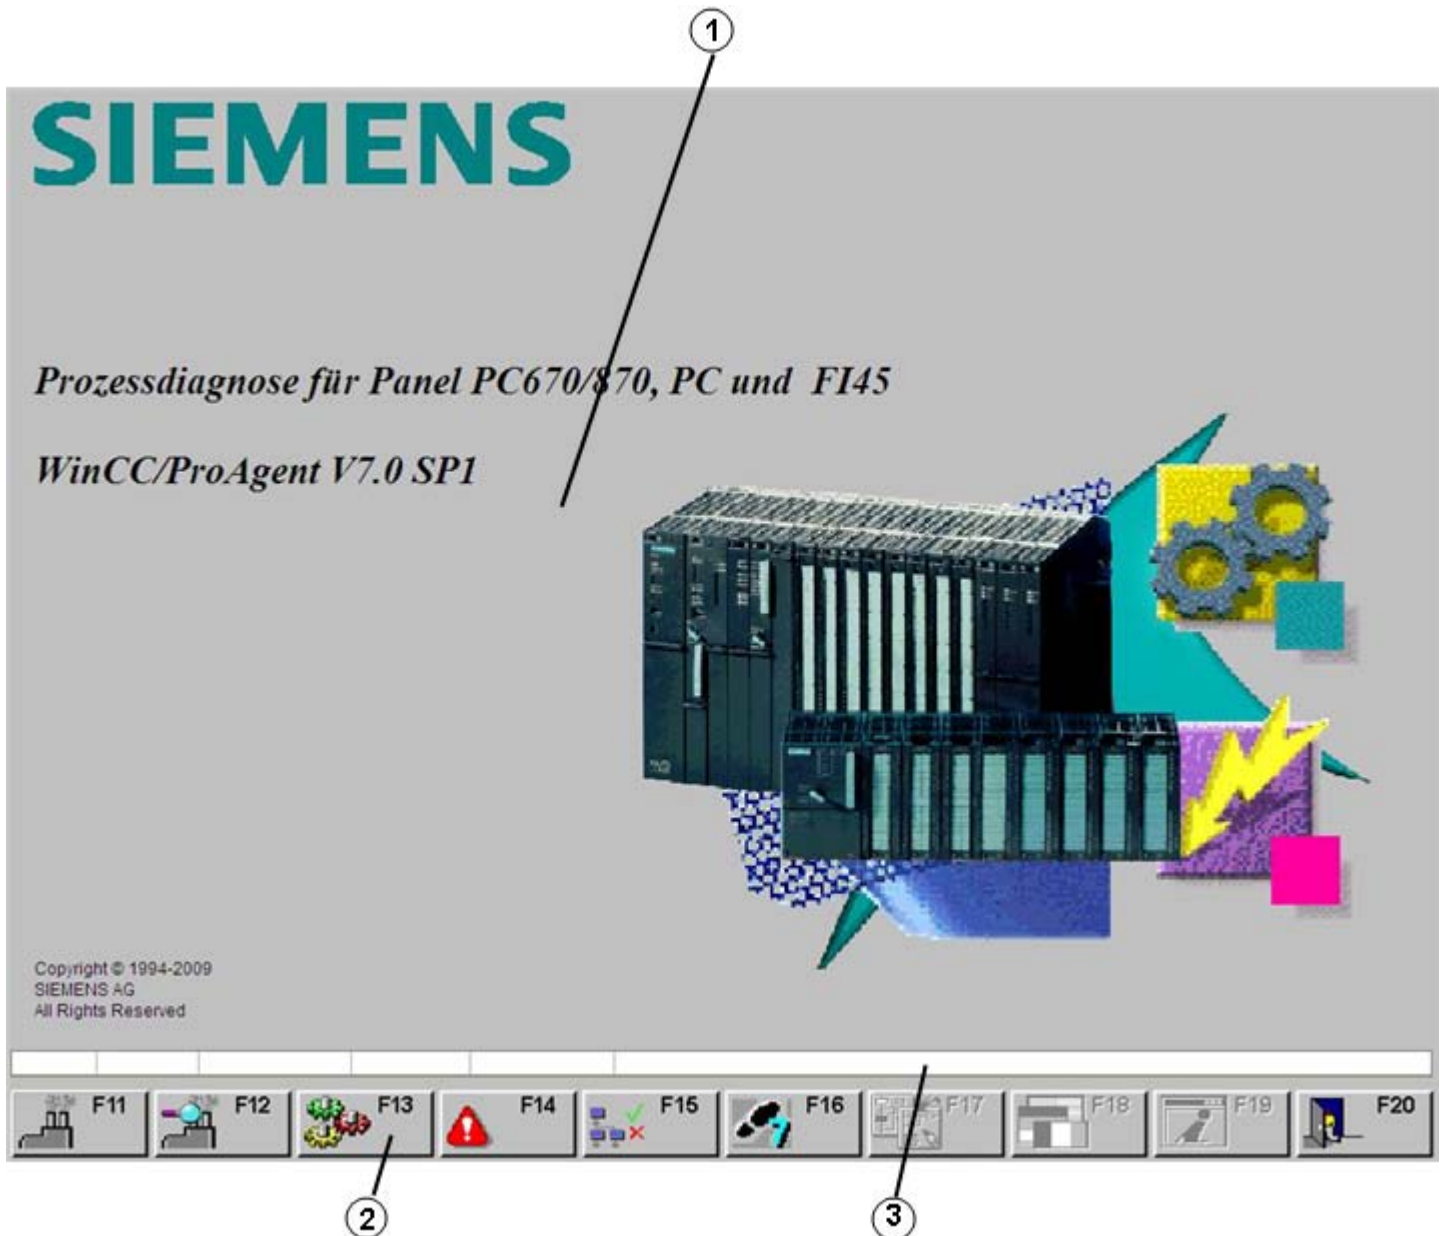 1
SIEMENS
Prozessdiagnose für Panel PC670/870, PC und FI45
WinCC/ProAgent V7.0 SP1
Copyright © 1994-2009
SIEMENS AG
All Rights Reserved
F11 F12 F13 F14 F15 F16 F17 F18 F19 F20
2 3